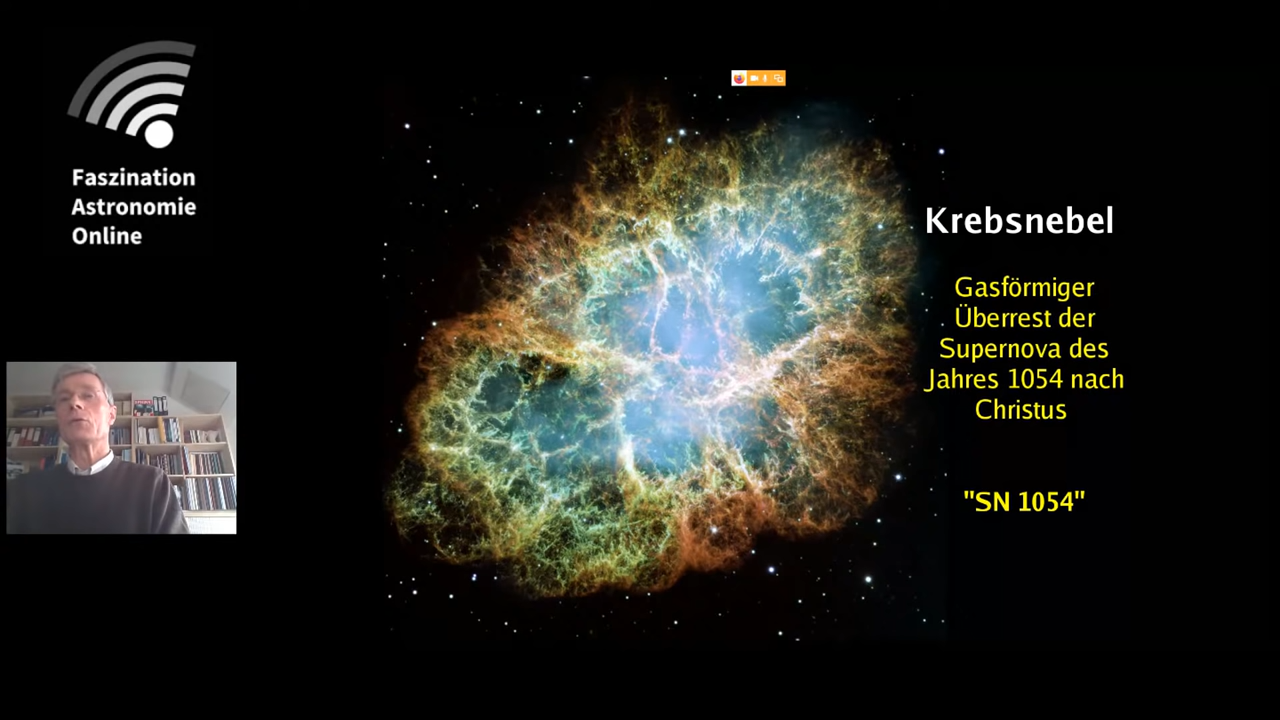 Faszination
Astronomie
Online
Krebsnebel
Gasförmiger
Überrest der
Supernova des
Jahres 1054 nach
Christus
"SN 1054"